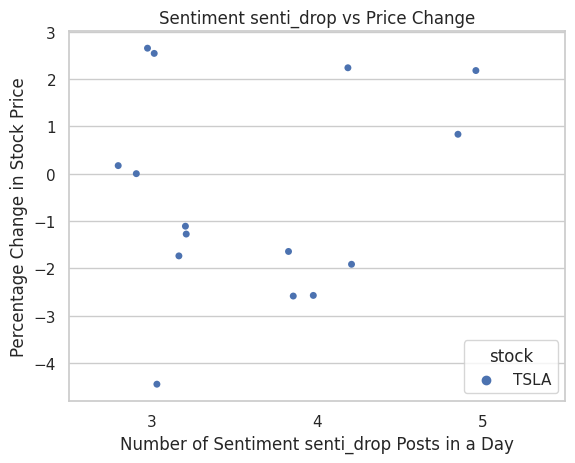 Sentiment senti_drop vs Price Change
Percentage Change in Stock Price
3
2
1
0
−1
−2
−3
−4
stock
TSLA
3 4 5
Number of Sentiment senti_drop Posts in a Day